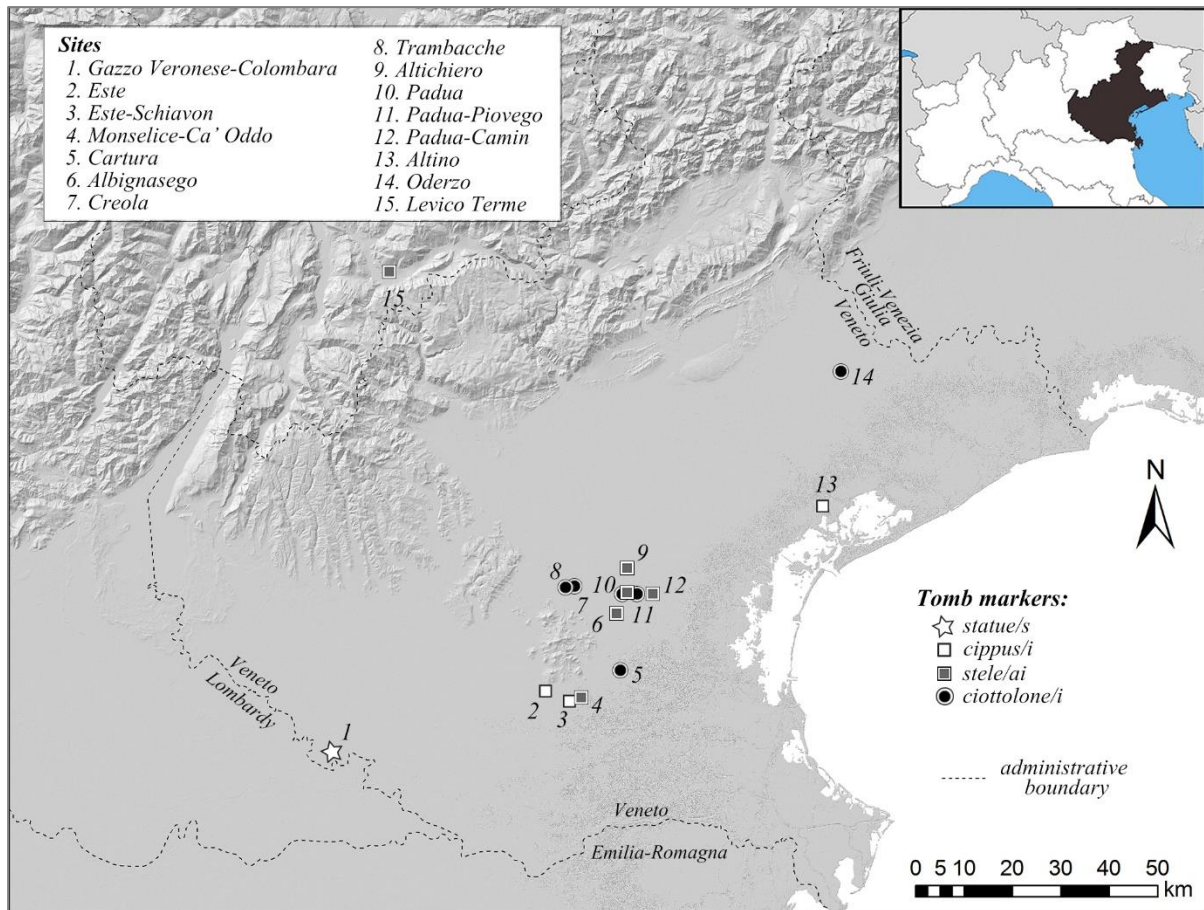 Sites
1. Gazzo Veronese-Colombara
2. Este
3. Este-Schiavon
4. Monselice-Ca' Oddo
5. Cartura
6. Albignasego
7. Creola
8. Trambacche
9. Altichiero
10. Padua
11. Padua-Piovego
12. Padua-Camin
13. Altino
14. Oderzo
15. Levico Terme
15
Friuli-Venezia
Giulia
Veneto
14
13
N
9
8
10
12
7
11
6
5
2
3
4
Veneto
Lombardy
1
Tomb markers:
statue/s
cippus/i
stele/ai
ciottolone/i
administrative
boundary
Veneto
Emilia-Romagna
0 5 10 20 30 40 50
km